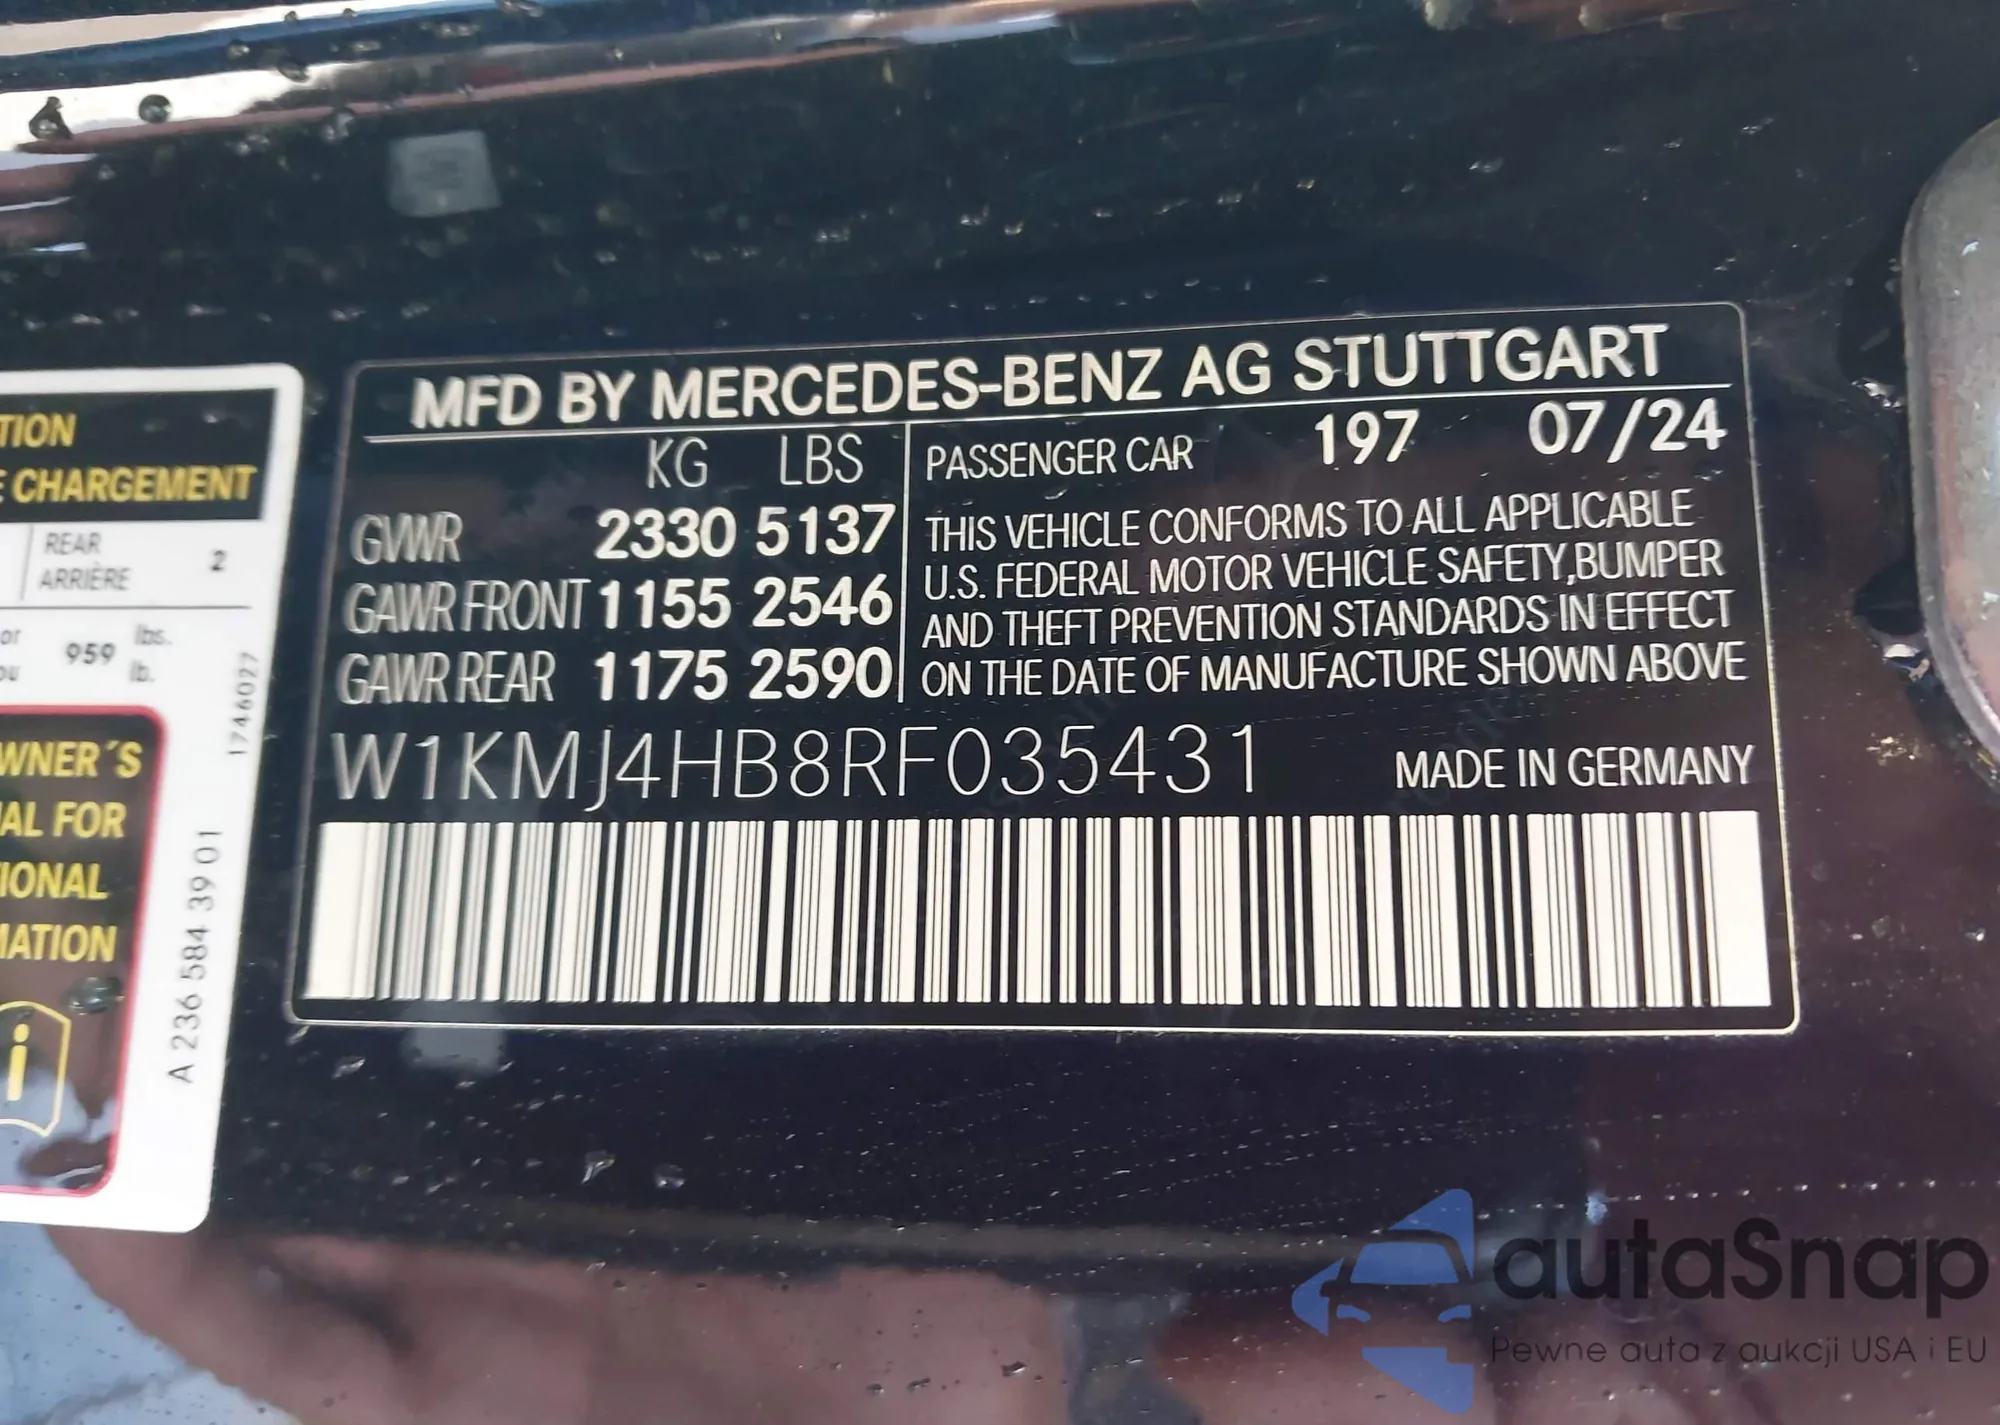 TION
E CHARGEMENT
REAR
ARRIÈRE
2
or
ou
959
lbs.
lb.
1746027
WNER´S
AL FOR
IONAL
MATION
A 236 584 39 01
MFD BY MERCEDES-BENZ AG STUTTGART
KG LBS
GVWR 2330 5137
GAWR FRONT 1155 2546
GAWR REAR 1175 2590
PASSENGER CAR 197 07/24
THIS VEHICLE CONFORMS TO ALL APPLICABLE
U.S. FEDERAL MOTOR VEHICLE SAFETY,BUMPER
AND THEFT PREVENTION STANDARDS IN EFFECT
ON THE DATE OF MANUFACTURE SHOWN ABOVE
W1KMJ4HB8RF035431
MADE IN GERMANY
autaSnap
Pewne auta z aukcji USA i EU